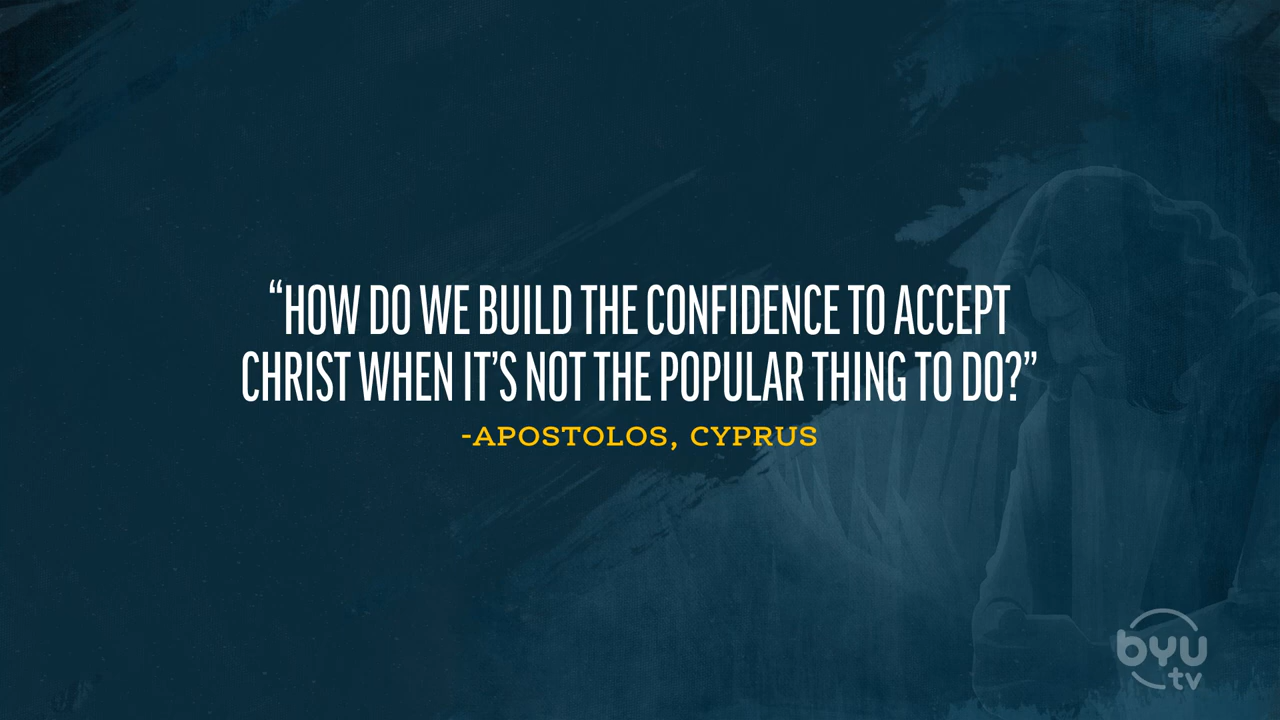 “HOW DO WE BUILD THE CONFIDENCE TO ACCEPT
CHRIST WHEN IT’S NOT THE POPULAR THING TO DO?”
-APOSTOLOS, CYPRUS
byu
tv